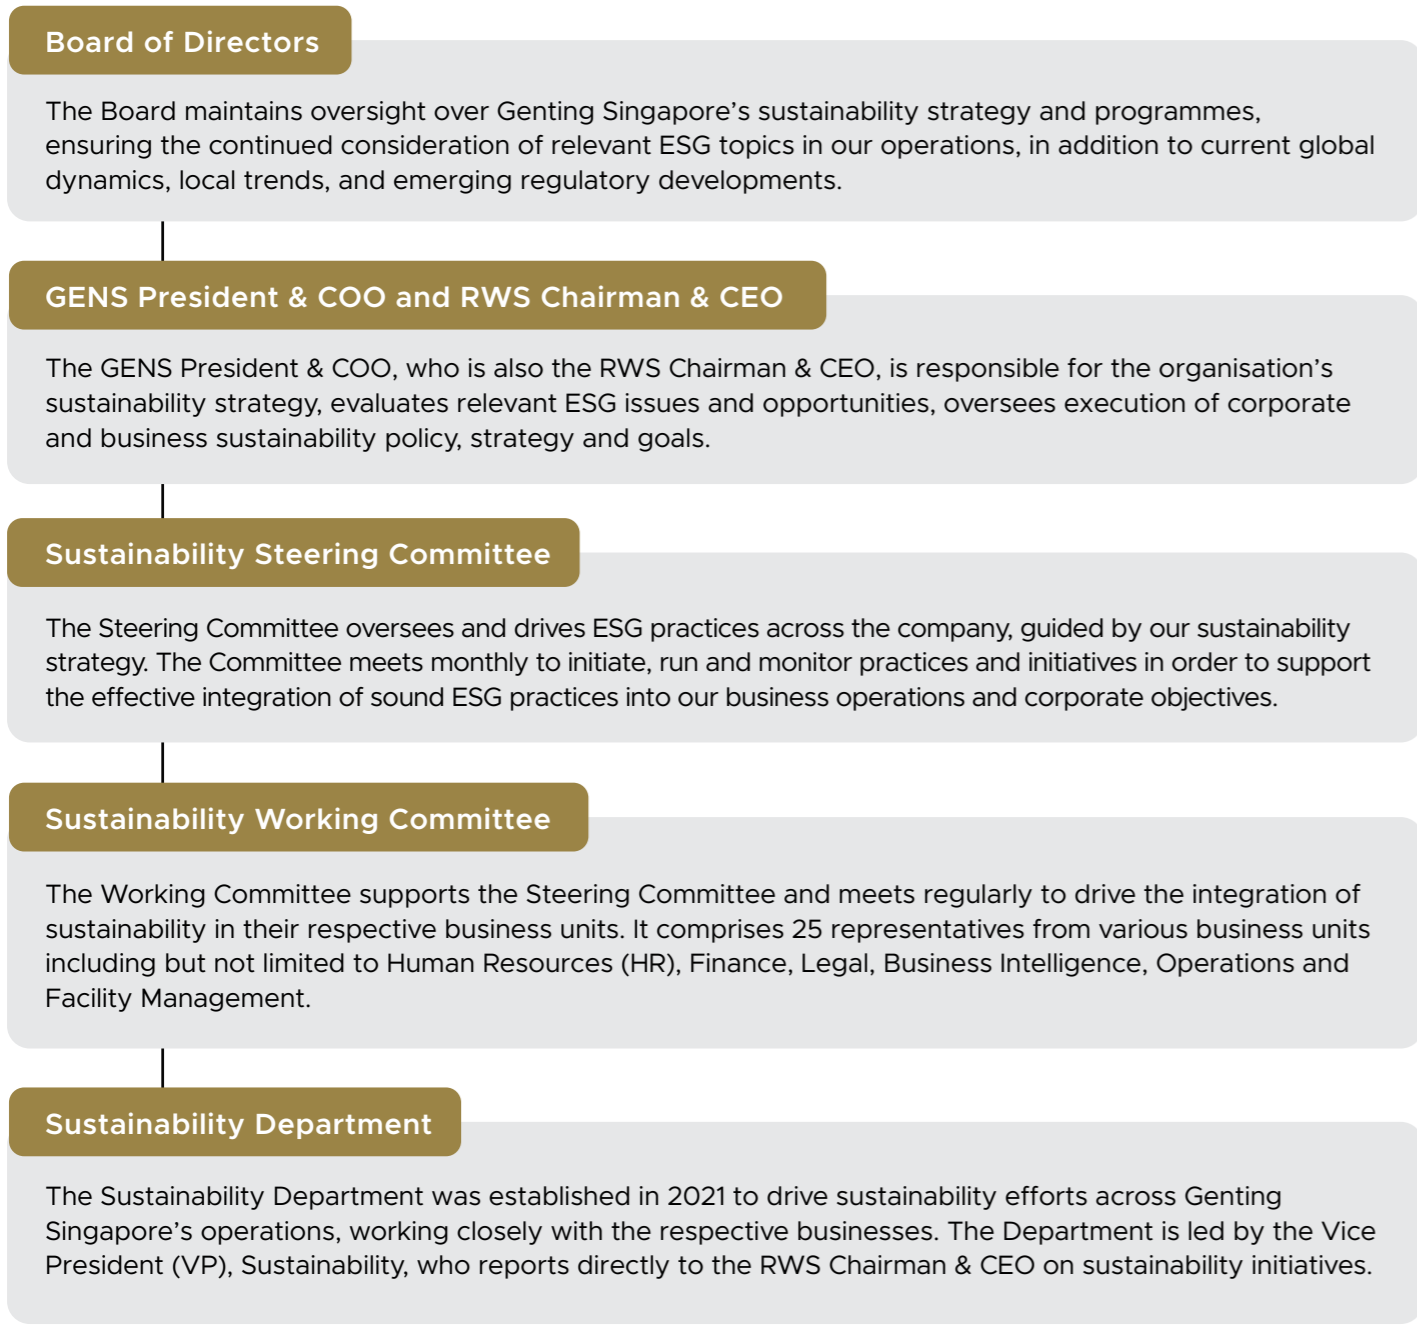 Board of Directors
The Board maintains oversight over Genting Singapore’s sustainability strategy and programmes,
ensuring the continued consideration of relevant ESG topics in our operations, in addition to current global
dynamics, local trends, and emerging regulatory developments.
GENS President & COO and RWS Chairman & CEO
The GENS President & COO, who is also the RWS Chairman & CEO, is responsible for the organisation’s
sustainability strategy, evaluates relevant ESG issues and opportunities, oversees execution of corporate
and business sustainability policy, strategy and goals.
Sustainability Steering Committee
The Steering Committee oversees and drives ESG practices across the company, guided by our sustainability
strategy. The Committee meets monthly to initiate, run and monitor practices and initiatives in order to support
the effective integration of sound ESG practices into our business operations and corporate objectives.
Sustainability Working Committee
The Working Committee supports the Steering Committee and meets regularly to drive the integration of
sustainability in their respective business units. It comprises 25 representatives from various business units
including but not limited to Human Resources (HR), Finance, Legal, Business Intelligence, Operations and
Facility Management.
Sustainability Department
The Sustainability Department was established in 2021 to drive sustainability efforts across Genting
Singapore’s operations, working closely with the respective businesses. The Department is led by the Vice
President (VP), Sustainability, who reports directly to the RWS Chairman & CEO on sustainability initiatives.